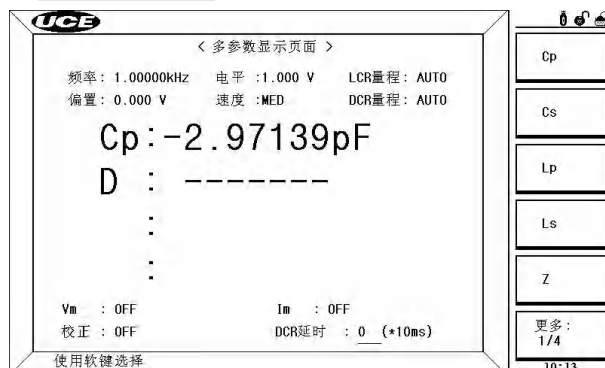 UCE
< 多参数显示页面 >
频率: 1.00000kHz 电平 :1.000 V LCR量程: AUTO
偏置: 0.000 V 速度 :MED DCR量程: AUTO
Cp:-2.97139pF
D : -------
:
:
Vm : OFF Im : OFF
校正 : OFF DCR延时 : 0 (*10ms)
使用软键选择
Cp
Cs
Lp
Ls
Z
更多:
1/4
10:13